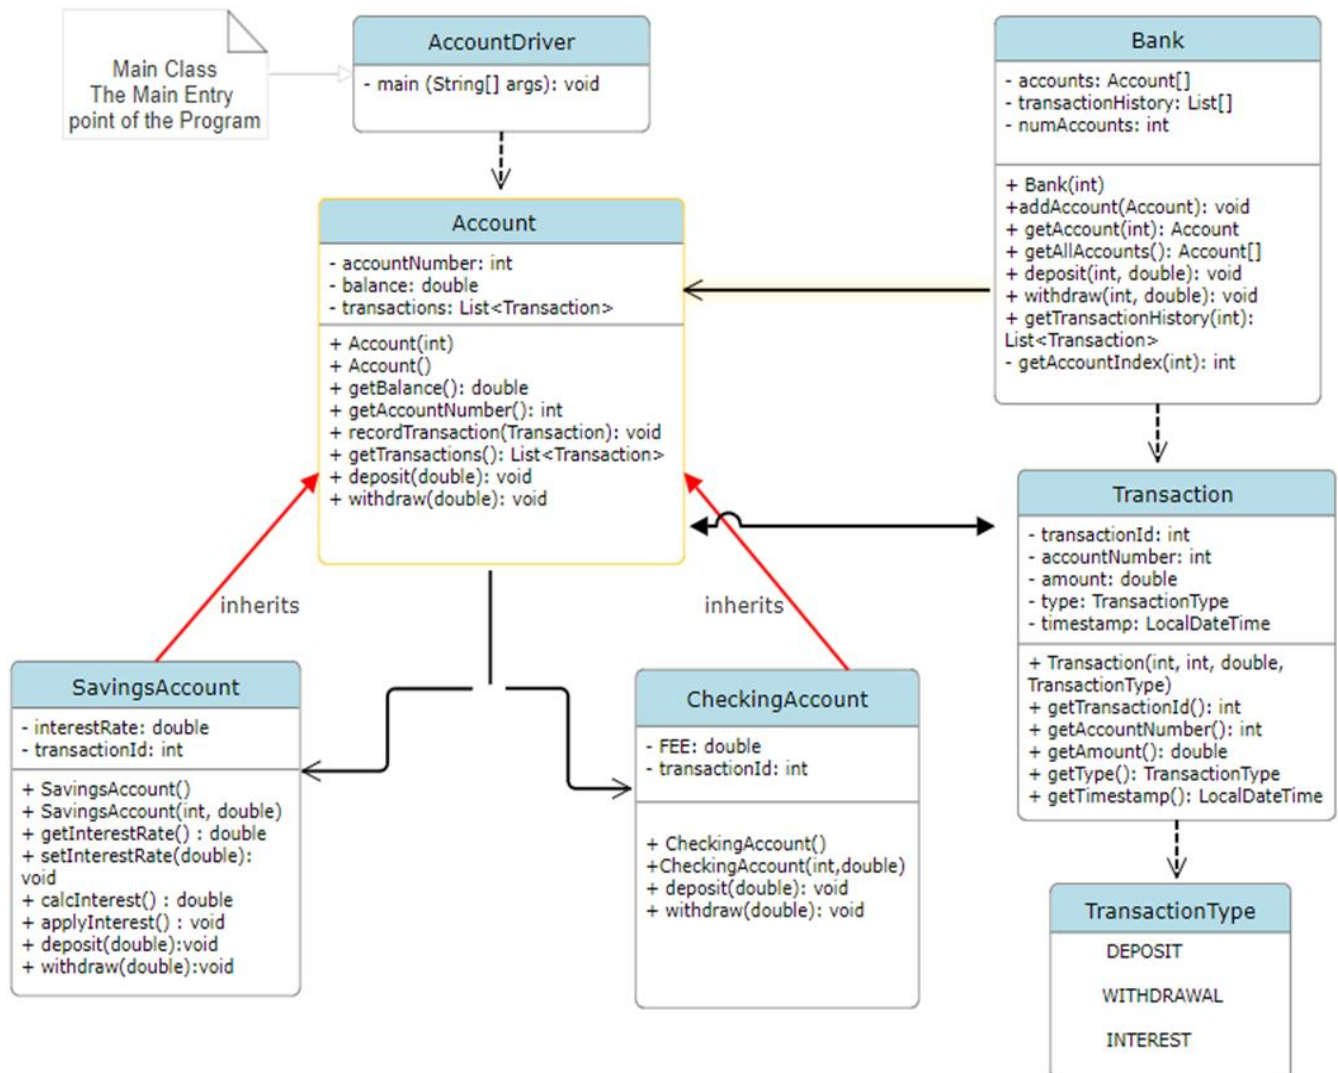 Main Class
The Main Entry
point of the Program
AccountDriver
- main (String[] args): void
Bank
- accounts: Account[]
- transactionHistory: List[]
- numAccounts: int
+ Bank(int)
+addAccount(Account): void
+ getAccount(int): Account
+ getAllAccounts(): Account[]
+ deposit(int, double): void
+ withdraw(int, double): void
+ getTransactionHistory(int):
List<Transaction>
- getAccountIndex(int): int
Account
- accountNumber: int
- balance: double
- transactions: List<Transaction>
+ Account(int)
+ Account()
+ getBalance(): double
+ getAccountNumber(): int
+ recordTransaction(Transaction): void
+ getTransactions(): List<Transaction>
+ deposit(double): void
+ withdraw(double): void
inherits
inherits
Transaction
- transactionId: int
- accountNumber: int
- amount: double
- type: TransactionType
- timestamp: LocalDateTime
+ Transaction(int, int, double,
TransactionType)
+ getTransactionId(): int
+ getAccountNumber(): int
+ getAmount(): double
+ getType(): TransactionType
+ getTimestamp(): LocalDateTime
SavingsAccount
- interestRate: double
- transactionId: int
+ SavingsAccount()
+ SavingsAccount(int, double)
+ getInterestRate() : double
+ setInterestRate(double):
void
+ calcInterest() : double
+ applyInterest() : void
+ deposit(double):void
+ withdraw(double):void
CheckingAccount
- FEE: double
- transactionId: int
+ CheckingAccount()
+CheckingAccount(int,double)
+ deposit(double): void
+ withdraw(double): void
TransactionType
DEPOSIT
WITHDRAWAL
INTEREST